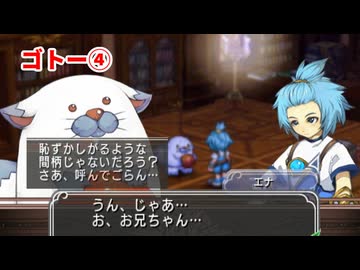 ゴトー④
恥ずかしがるような
間柄じゃないだろう？
さあ、呼んでごらん…
エナ
うん、じゃあ…
お、お兄ちゃん…